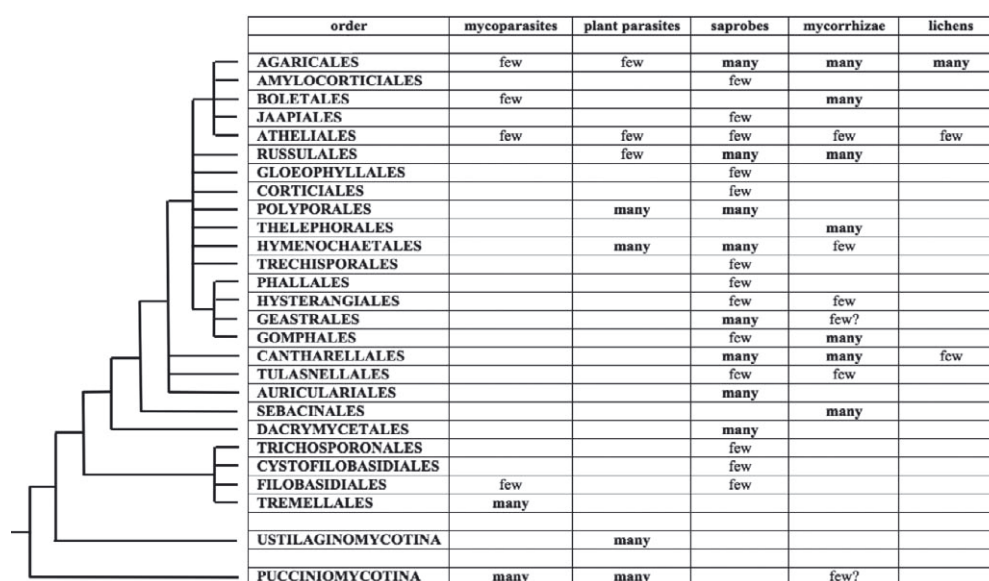 order mycoparasites plant parasites saprobes mycorrhizae lichens
AGARICALES few few many many many
AMYLOCORTICIALES few
BOLETALES few many
JAAPIALES few
ATHELIALES few few few few few
RUSSULALES few many many
GLOEOPHYLLALES few
CORTICIALES few
POLYPORALES many many
THELEPHORALES many
HYMENOCHAETALES many many few
TRECHISPORALES few
PHALLALES few
HYSTERANGIALES few few
GEASTRALES many few?
GOMPHALES few many
CANTHARELLALES many many few
TULASNELLALES few few
AURICULARIALES many
SEBACINALES many
DACRYMYCETALES many
TRICHOSPORONALES few
CYSTOFILOBASIDIALES few
FILOBASIDIALES few few
TREMELLALES many
USTILAGINOMYCOTINA many
PUCCINIOMYCOTINA many many few?